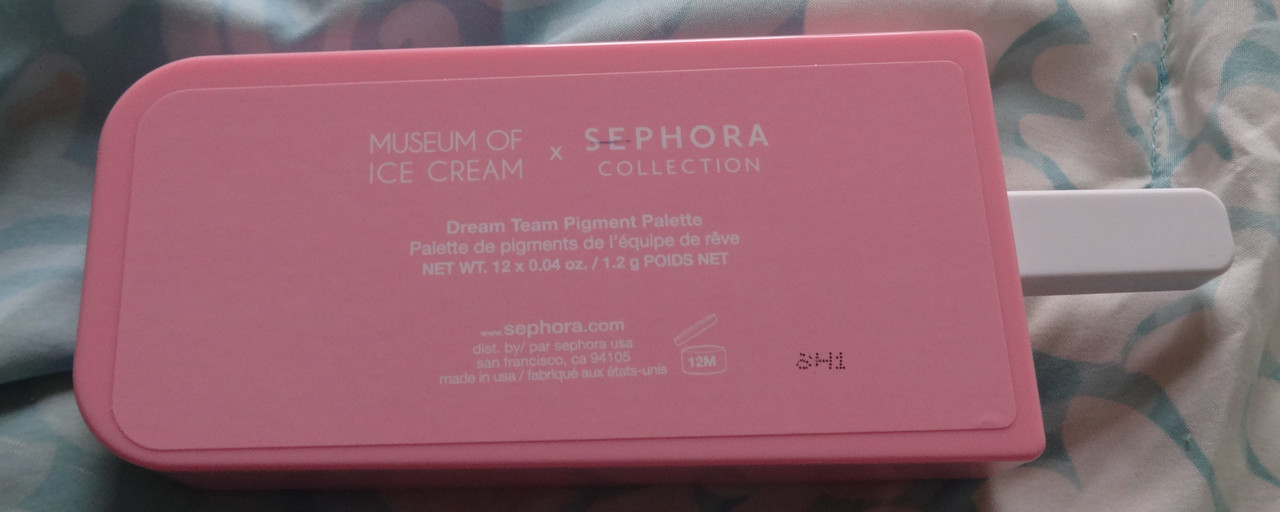 MUSEUM OF
ICE CREAM
x
SEPHORA
COLLECTION
Dream Team Pigment Palette
Palette de pigments de l'équipe de rêve
NET WT. 12 x 0.04 oz. / 1.2 g POIDS NET
www.sephora.com
dist. by/ par sephora usa
san francisco, ca 94105
made in usa / fabriqué aux états-unis
12M
8H1